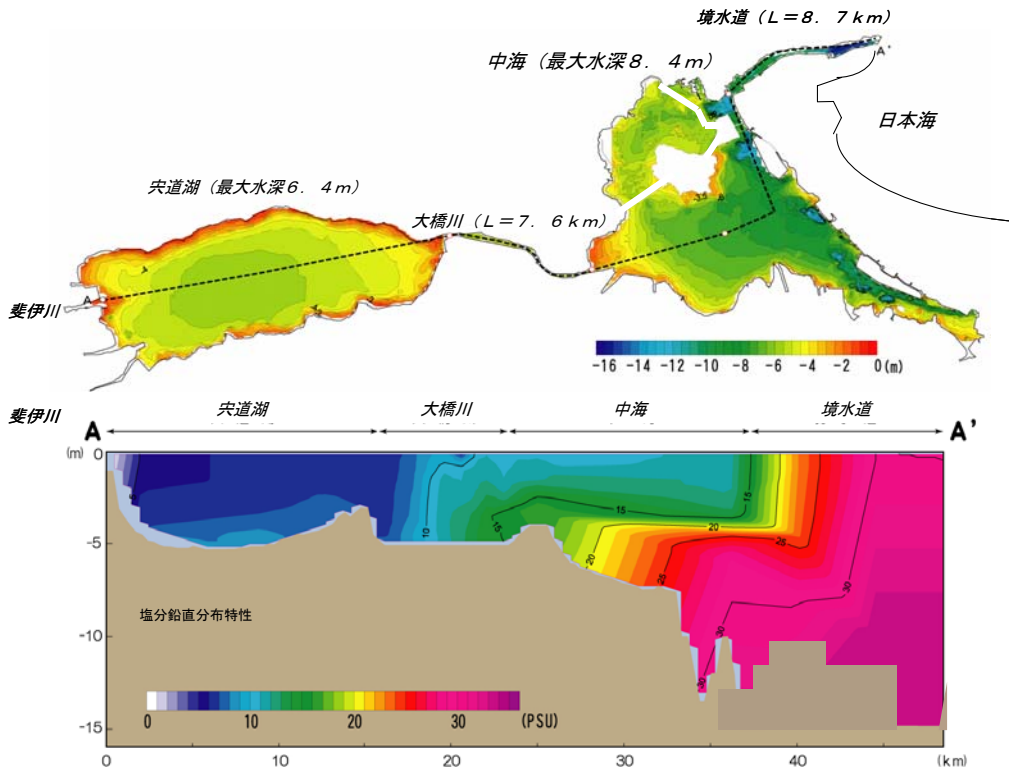 境水道（L＝8．7km）
A'
中海（最大水深8．4m）
日本海
宍道湖（最大水深6．4m）
大橋川（L＝7．6km）
斐伊川
A
-16 -14 -12 -10 -8 -6 -4 -2 0(m)
斐伊川 宍道湖 大橋川 中海 境水道
A A'
(m) 0
5
10
15
15
15
20
20
25
25
30
30
30
-5
-10
-15
塩分鉛直分布特性
0 10 20 30 (PSU)
0 10 20 30 40 (km)